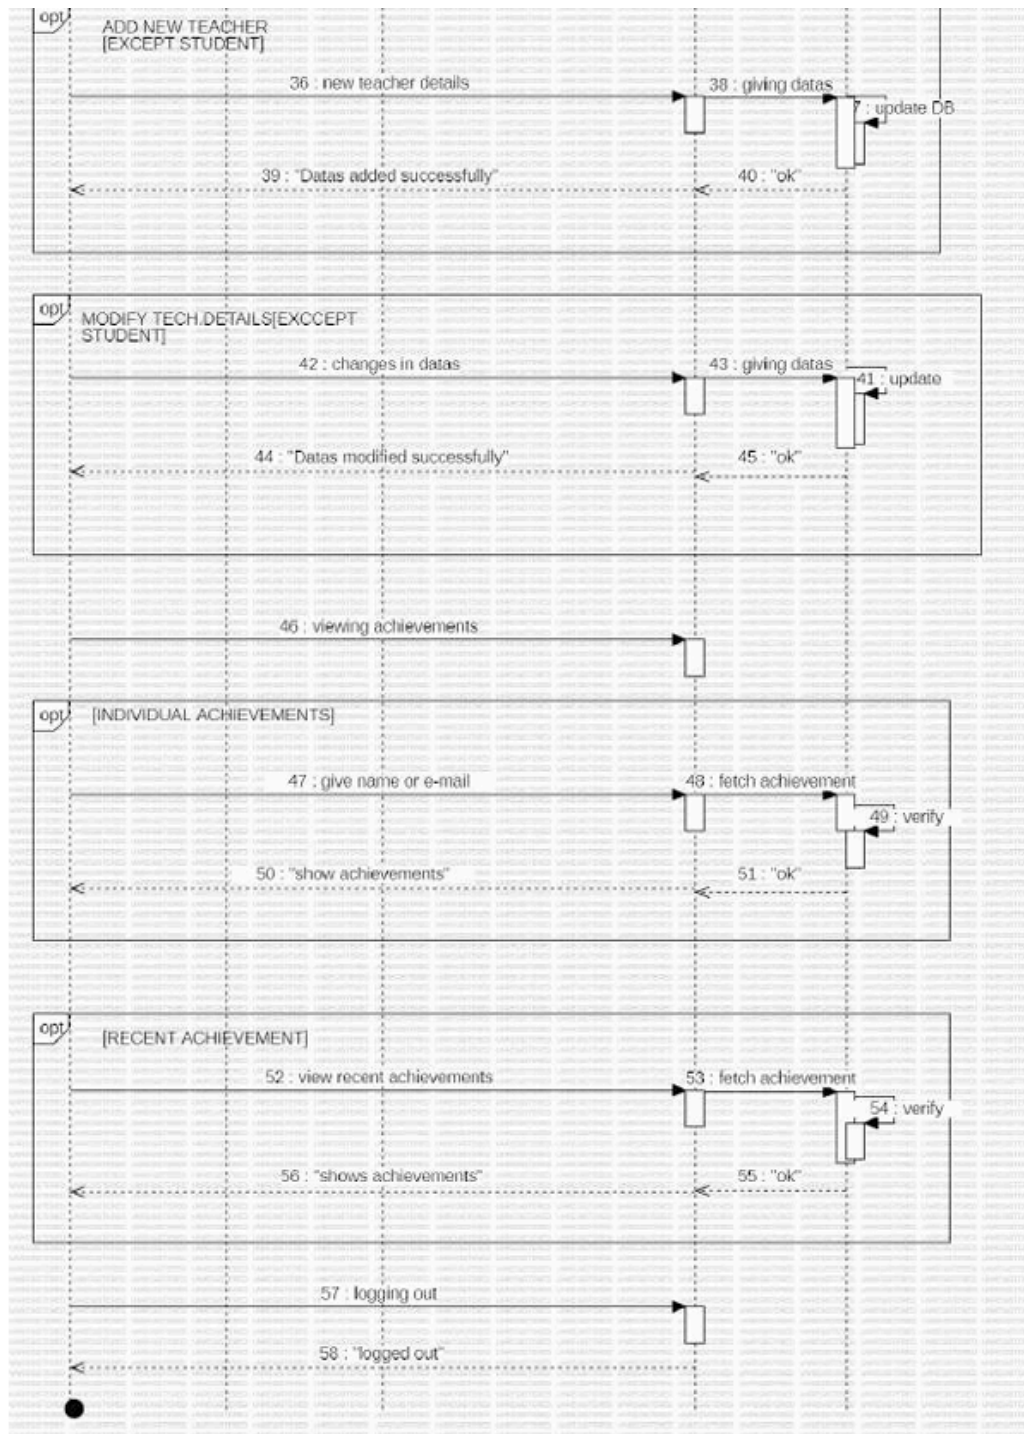 opt
ADD NEW TEACHER
[EXCEPT STUDENT]
36 : new teacher details
38 : giving datas
7 : update DB
39 : "Datas added successfully"
40 : "ok"
opt
MODIFY TECH.DETAILS[EXCCEPT
STUDENT]
42 : changes in datas
43 : giving datas
41 : update
44 : "Datas modified successfully"
45 : "ok"
46 : viewing achievements
opt
[INDIVIDUAL ACHIEVEMENTS]
47 : give name or e-mail
48 : fetch achievement
49 : verify
50 : "show achievements"
51 : "ok"
opt
[RECENT ACHIEVEMENT]
52 : view recent achievements
53 : fetch achievement
54 : verify
56 : "shows achievements"
55 : "ok"
57 : logging out
58 : "logged out"